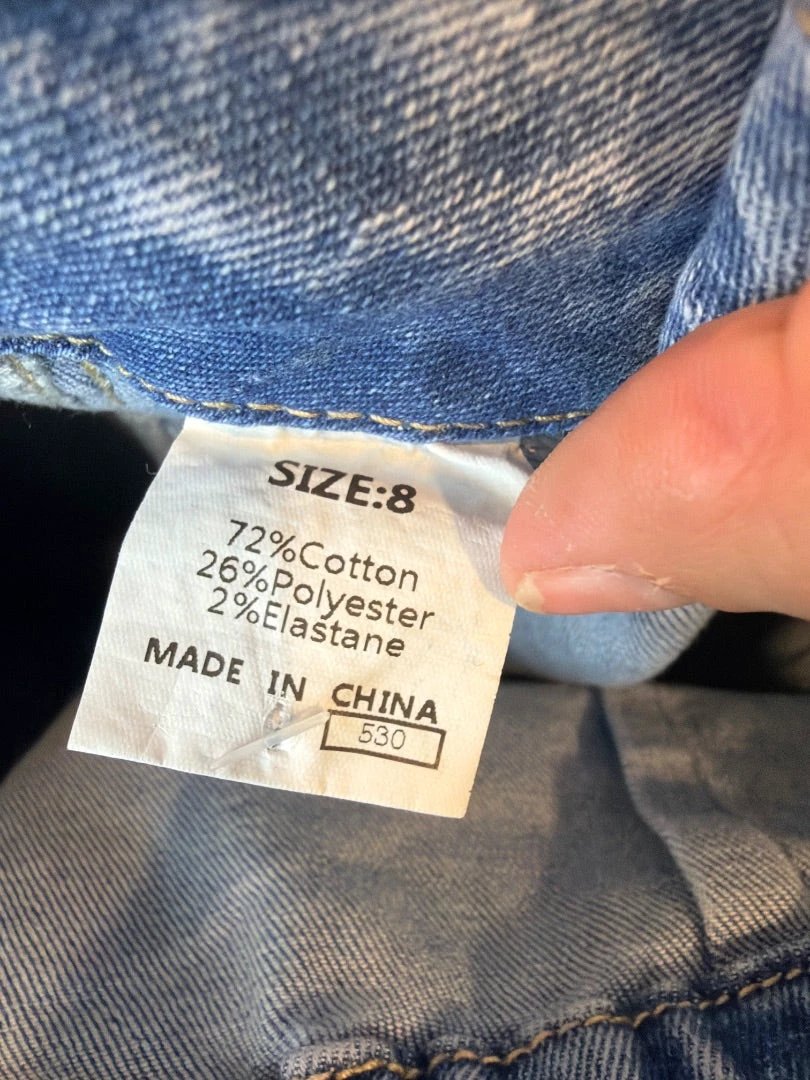 SIZE:8
72%Cotton
26%Polyester
2%Elastane
MADE IN CHINA
530